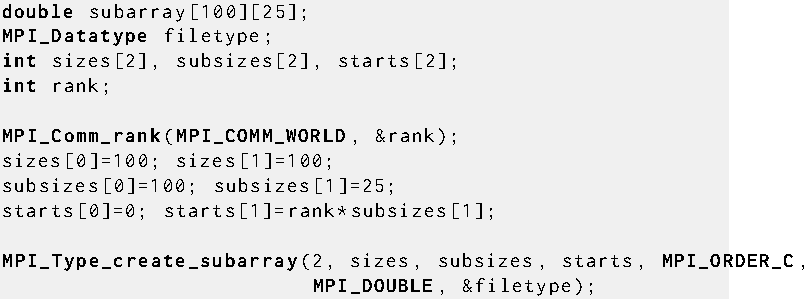 double subarray[100][25];
MPI_Datatype filetype;
int sizes[2], subsizes[2], starts[2];
int rank;

MPI_Comm_rank(MPI_COMM_WORLD, &rank);
sizes[0]=100; sizes[1]=100;
subsizes[0]=100; subsizes[1]=25;
starts[0]=0; starts[1]=rank*subsizes[1];

MPI_Type_create_subarray(2, sizes, subsizes, starts, MPI_ORDER_C,
                         MPI_DOUBLE, &filetype);